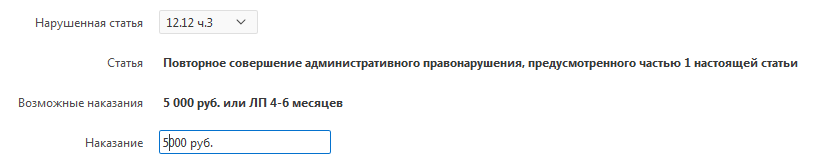 Нарушенная статья 12.12 ч.3
Статья Повторное совершение административного правонарушения, предусмотренного частью 1 настоящей статьи
Возможные наказания 5 000 руб. или ЛП 4-6 месяцев
Наказание 5000 руб.